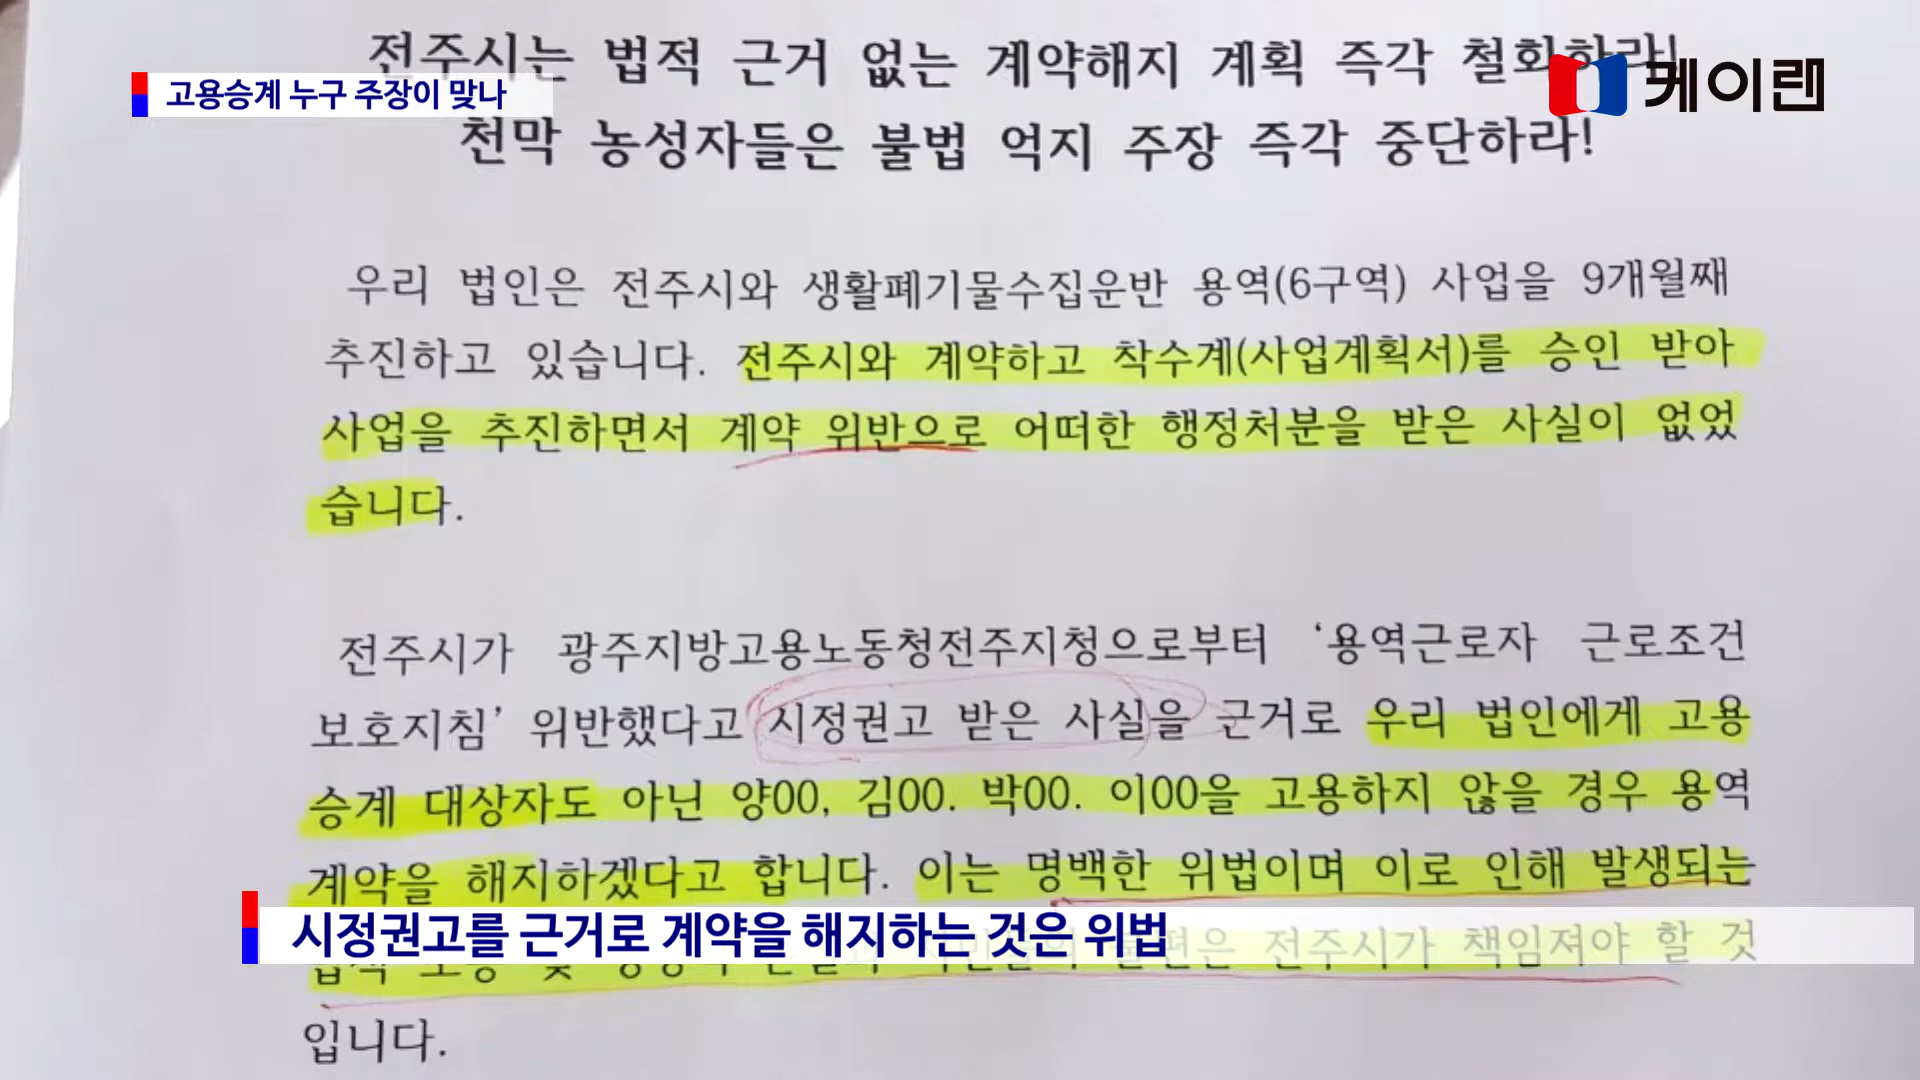 전주시는 법적 근거 없는 계약해지 계획 즉각 철회하라!
고용승계 누구 주장이 맞나
케이랜
천막 농성자들은 불법 억지 주장 즉각 중단하라!
우리 법인은 전주시와 생활폐기물수집운반 용역(6구역) 사업을 9개월째
추진하고 있습니다. 전주시와 계약하고 착수계(사업계획서)를 승인 받아
사업을 추진하면서 계약 위반으로 어떠한 행정처분을 받은 사실이 없었
습니다.
전주시가 광주지방고용노동청전주지청으로부터 ‘용역근로자 근로조건
보호지침’ 위반했다고 시정권고 받은 사실을 근거로 우리 법인에게 고용
승계 대상자도 아닌 양00, 김00. 박00. 이00을 고용하지 않을 경우 용역
계약을 해지하겠다고 합니다. 이는 명백한 위법이며 이로 인해 발생되는
시정권고를 근거로 계약을 해지하는 것은 위법
전주시가 책임져야 할 것
입니다.